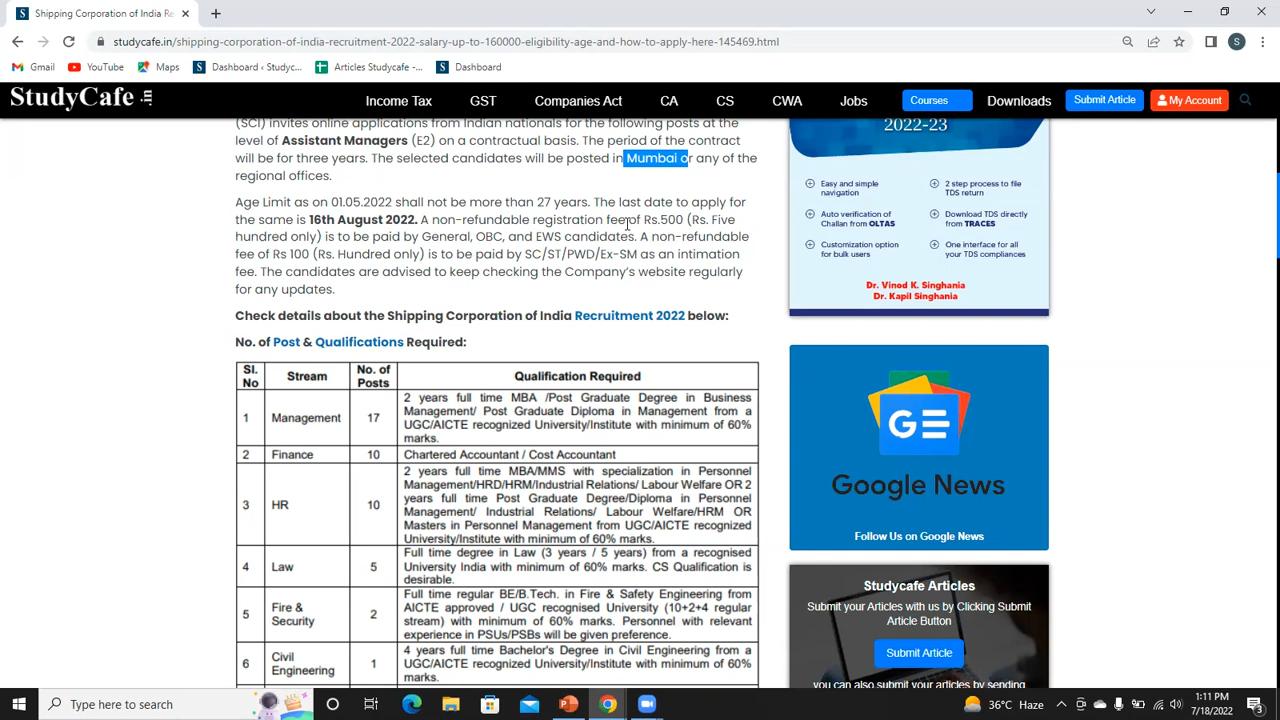 Shipping Corporation of India Re
studycafe.in/shipping-corporation-of-india-recruitment-2022-salary-up-to-160000-eligibility-age-and-how-to-apply-here-145469.html
S
Gmail
YouTube
Maps
Dashboard ‹ Studyc...
Articles Studycafe -...
Dashboard
StudyCafe .in
Income Tax
GST
Companies Act
CA
CS
CWA
Jobs
Courses
Downloads
Submit Article
My Account
(SCI) invites online applications from Indian nationals for the following posts at the
level of Assistant Managers (E2) on a contractual basis. The period of the contract
will be for three years. The selected candidates will be posted in Mumbai or any of the
regional offices.
Age Limit as on 01.05.2022 shall not be more than 27 years. The last date to apply for
the same is 16th August 2022. A non-refundable registration fee of Rs.500 (Rs. Five
hundred only) is to be paid by General, OBC, and EWS candidates. A non-refundable
fee of Rs 100 (Rs. Hundred only) is to be paid by SC/ST/PWD/Ex-SM as an intimation
fee. The candidates are advised to keep checking the Company's website regularly
for any updates.
Check details about the Shipping Corporation of India Recruitment 2022 below:
No. of Post & Qualifications Required:
Sl. No
Stream
No. of Posts
Qualification Required
1
Management
17
2 years full time MBA /Post Graduate Degree in Business
Management/ Post Graduate Diploma in Management from a
UGC/AICTE recognized University/Institute with minimum of 60%
marks.
2
Finance
10
Chartered Accountant / Cost Accountant
3
HR
10
2 years full time MBA/MMS with specialization in Personnel
Management/HRD/HRM/Industrial Relations/ Labour Welfare OR 2
years full time Post Graduate Degree/Diploma in Personnel
Management/ Industrial Relations/ Labour Welfare/HRM OR
Masters in Personnel Management from UGC/AICTE recognized
University/Institute with minimum of 60% marks.
4
Law
5
Full time degree in Law (3 years / 5 years) from a recognised
University India with minimum of 60% marks. CS Qualification is
desirable.
5
Fire & Security
2
Full time regular BE/B.Tech. in Fire & Safety Engineering from
AICTE approved / UGC recognised University (10+2+4 regular
stream) with minimum of 60% marks. Personnel with relevant
experience in PSUs/PSBs will be given preference.
6
Civil Engineering
1
4 years full time Bachelor's Degree in Civil Engineering from a
UGC/AICTE recognized University/Institute with minimum of 60%
marks.
2022-23
Easy and simple navigation
2 step process to file TDS return
Auto verification of Challan from OLTAS
Download TDS directly from TRACES
Customization option for bulk users
One interface for all your TDS compliances
Dr. Vinod K. Singhania
Dr. Kapil Singhania
GE
Google News
Follow Us on Google News
Studycafe Articles
Submit your Articles with us by Clicking Submit
Article Button
Submit Article
you can also submit your articles by sending
Type here to search
36°C Haze
1:11 PM
7/18/2022
3